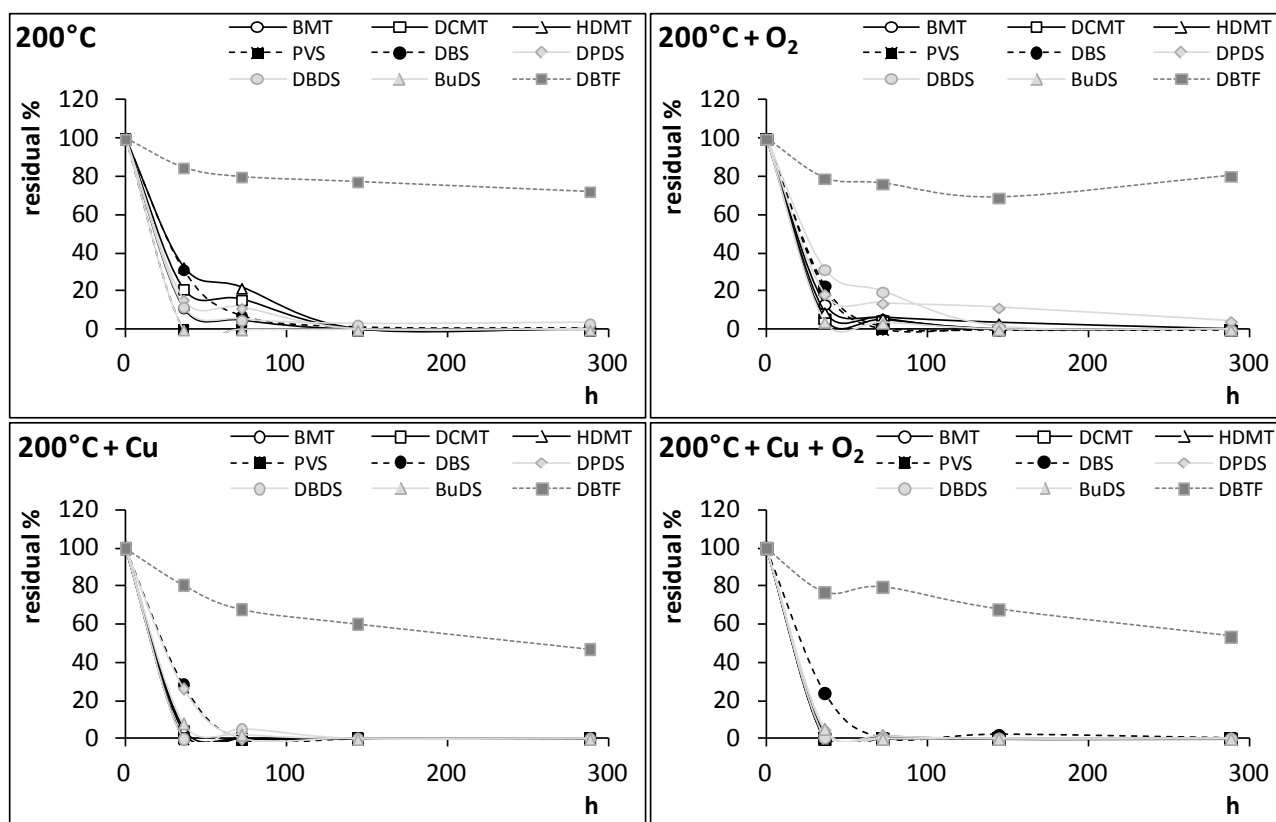 200°C
BMT DCMT HDMT
PVS DBS DPDS
DBDS BuDS DBTF
residual %
120
100
80
60
40
20
0
0 100 200 300
h
200°C + O₂
BMT DCMT HDMT
PVS DBS DPDS
DBDS BuDS DBTF
residual %
120
100
80
60
40
20
0
0 100 200 300
h
200°C + Cu
BMT DCMT HDMT
PVS DBS DPDS
DBDS BuDS DBTF
residual %
120
100
80
60
40
20
0
0 100 200 300
h
200°C + Cu + O₂
BMT DCMT HDMT
PVS DBS DPDS
DBDS BuDS DBTF
residual %
120
100
80
60
40
20
0
0 100 200 300
h